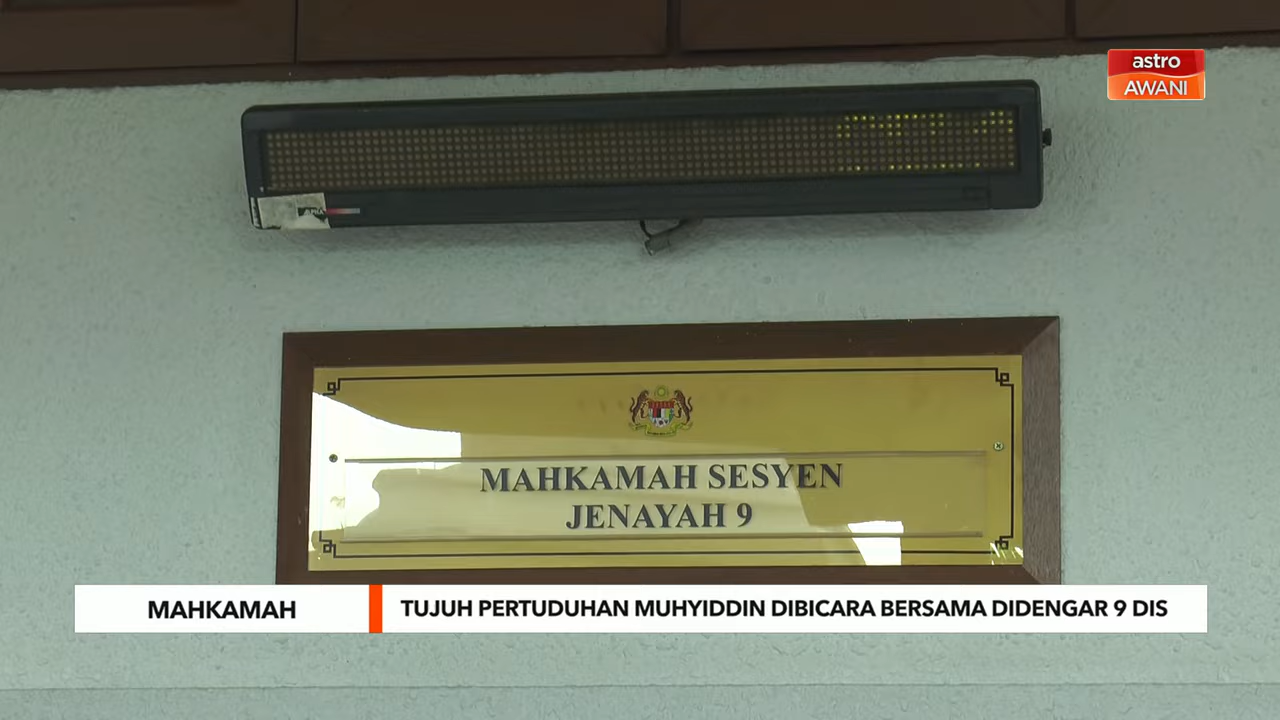 astro
AWANI
MAHKAMAH SESYEN
JENAYAH 9
MAHKAMAH
TUJUH PERTUDUHAN MUHYIDDIN DIBICARA BERSAMA DIDENGAR 9 DIS